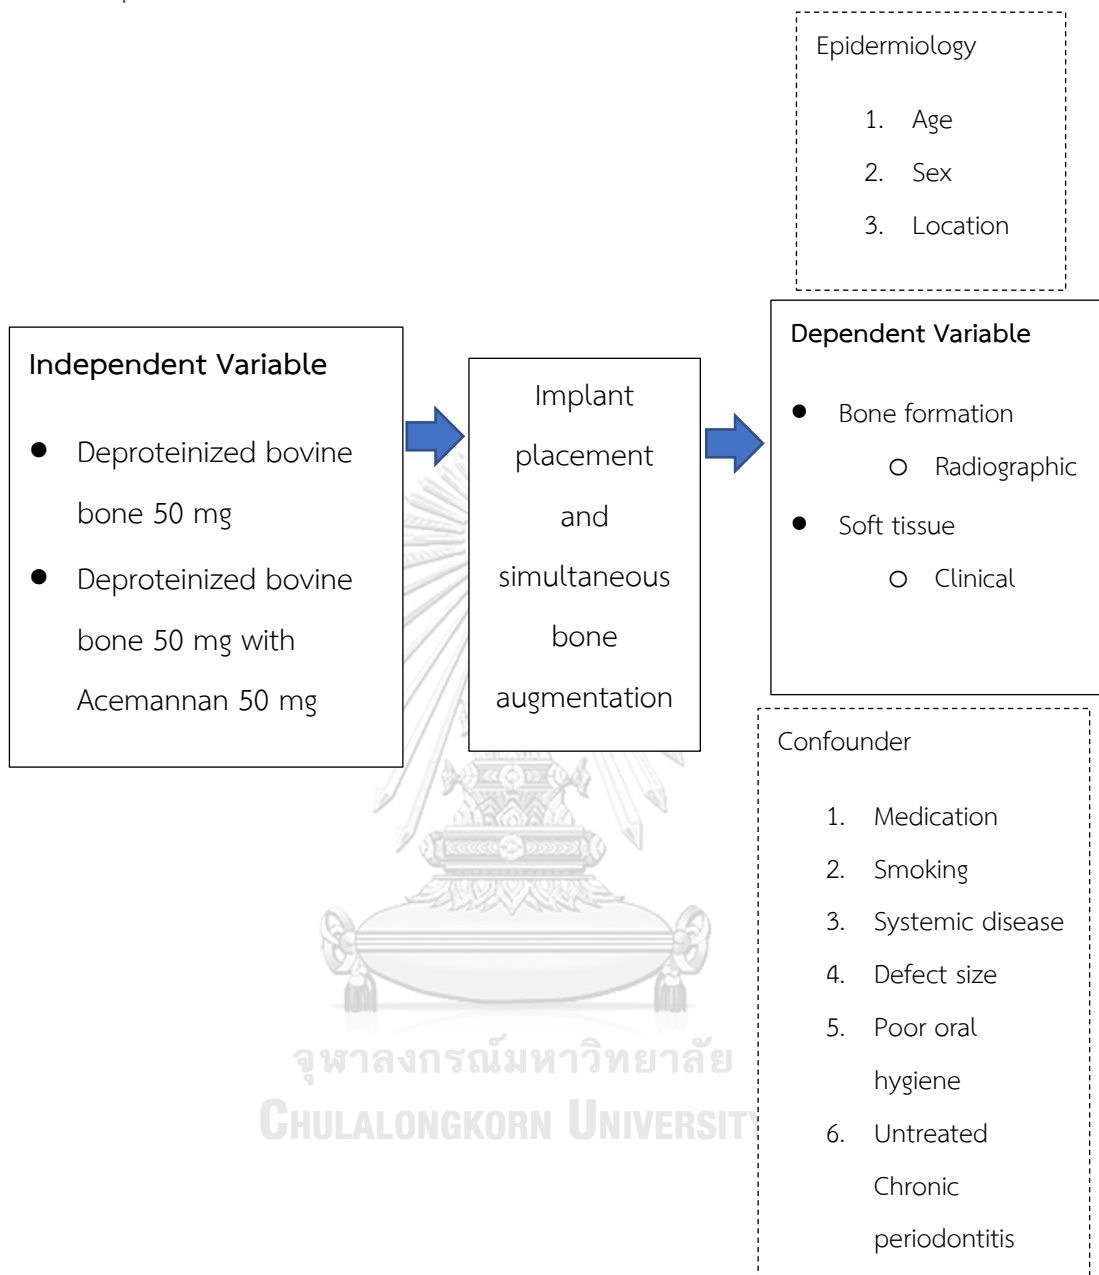 Epidermiology
1. Age
2. Sex
3. Location
Independent Variable
● Deproteinized bovine
bone 50 mg
● Deproteinized bovine
bone 50 mg with
Acemannan 50 mg
Implant
placement
and
simultaneous
bone
augmentation
Dependent Variable
● Bone formation
○ Radiographic
● Soft tissue
○ Clinical
Confounder
1. Medication
2. Smoking
3. Systemic disease
4. Defect size
5. Poor oral
hygiene
6. Untreated
Chronic
periodontitis
จุฬาลงกรณ์มหาวิทยาลัย
CHULALONGKORN UNIVERSITY